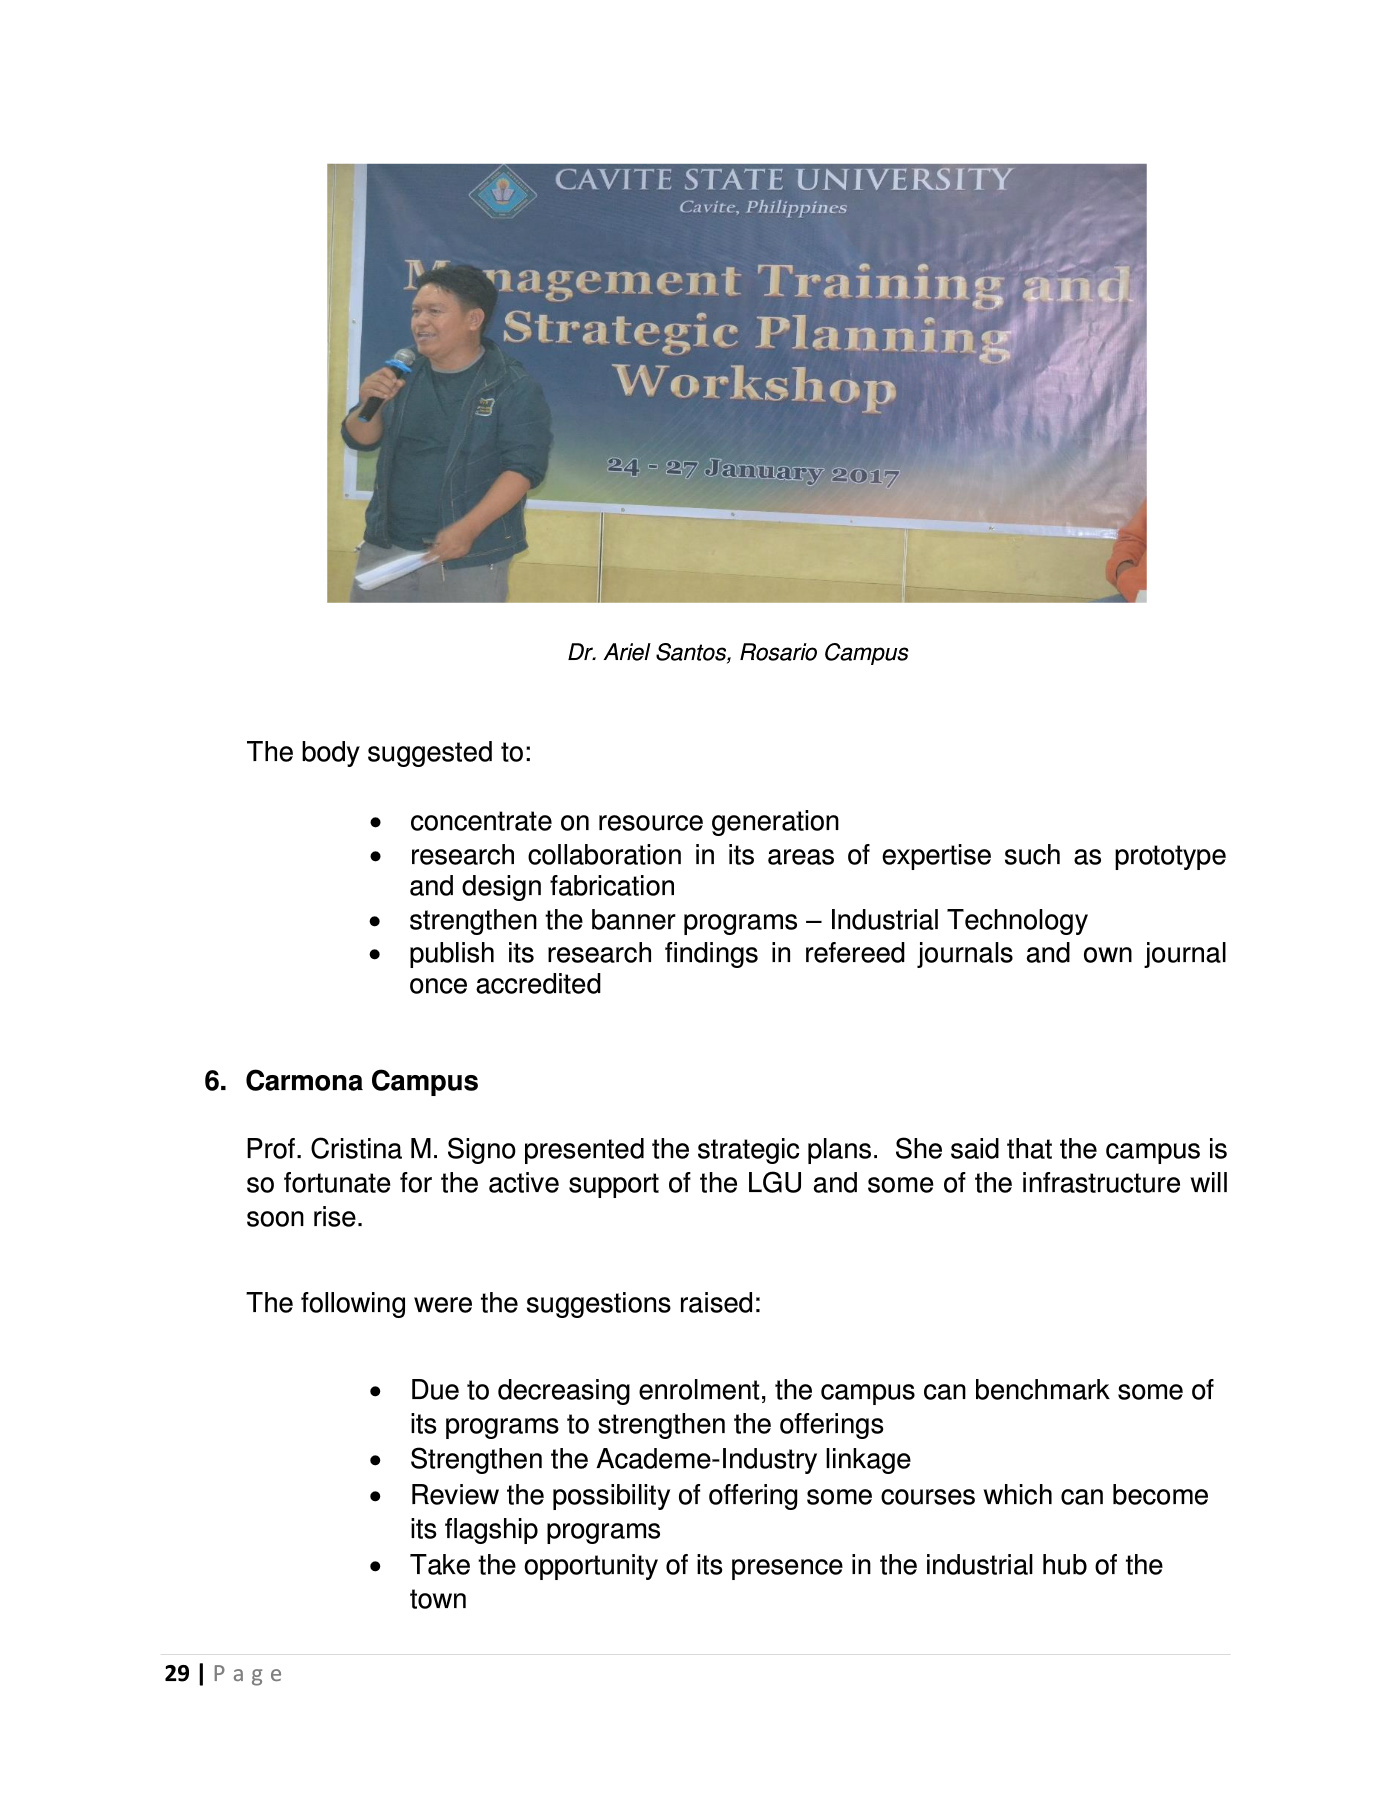 CAVITE STATE UNIVERSITY
Cavite, Philippines
Management Training and
Strategic Planning
Workshop
24 - 27 January 2017
Dr. Ariel Santos, Rosario Campus
The body suggested to:
• concentrate on resource generation
• research collaboration in its areas of expertise such as prototype
and design fabrication
• strengthen the banner programs – Industrial Technology
• publish its research findings in refereed journals and own journal
once accredited
6. Carmona Campus
Prof. Cristina M. Signo presented the strategic plans. She said that the campus is
so fortunate for the active support of the LGU and some of the infrastructure will
soon rise.
The following were the suggestions raised:
• Due to decreasing enrolment, the campus can benchmark some of
its programs to strengthen the offerings
• Strengthen the Academe-Industry linkage
• Review the possibility of offering some courses which can become
its flagship programs
• Take the opportunity of its presence in the industrial hub of the
town
29 | Page